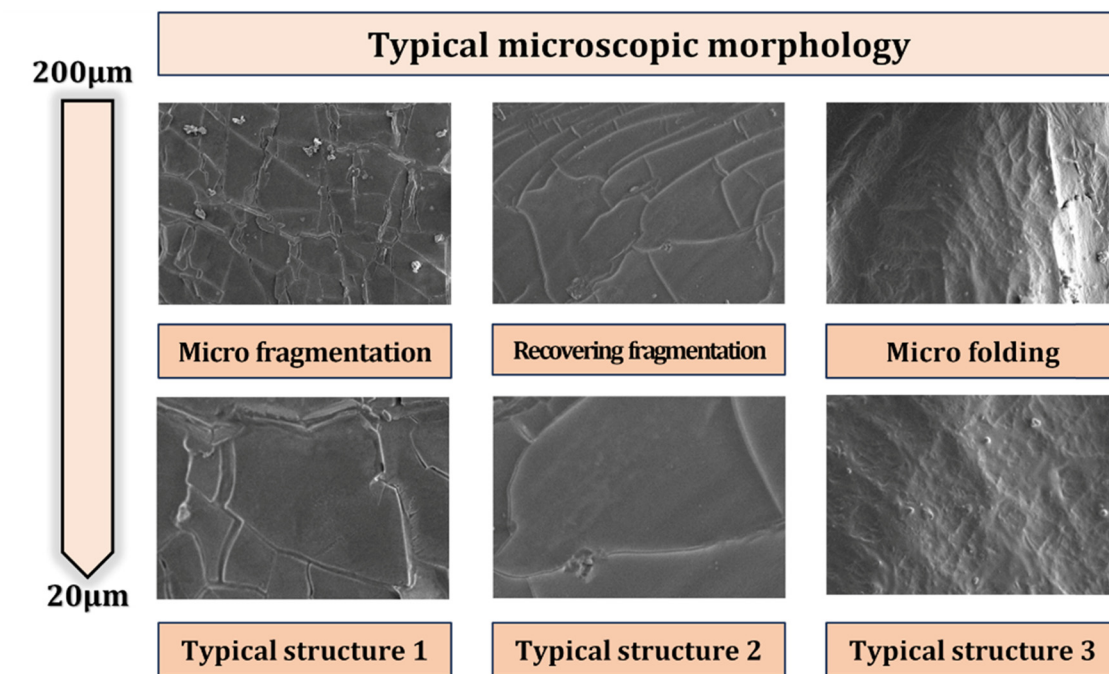 Typical microscopic morphology
200μm
Micro fragmentation
Recovering fragmentation
Micro folding
20μm
Typical structure 1
Typical structure 2
Typical structure 3